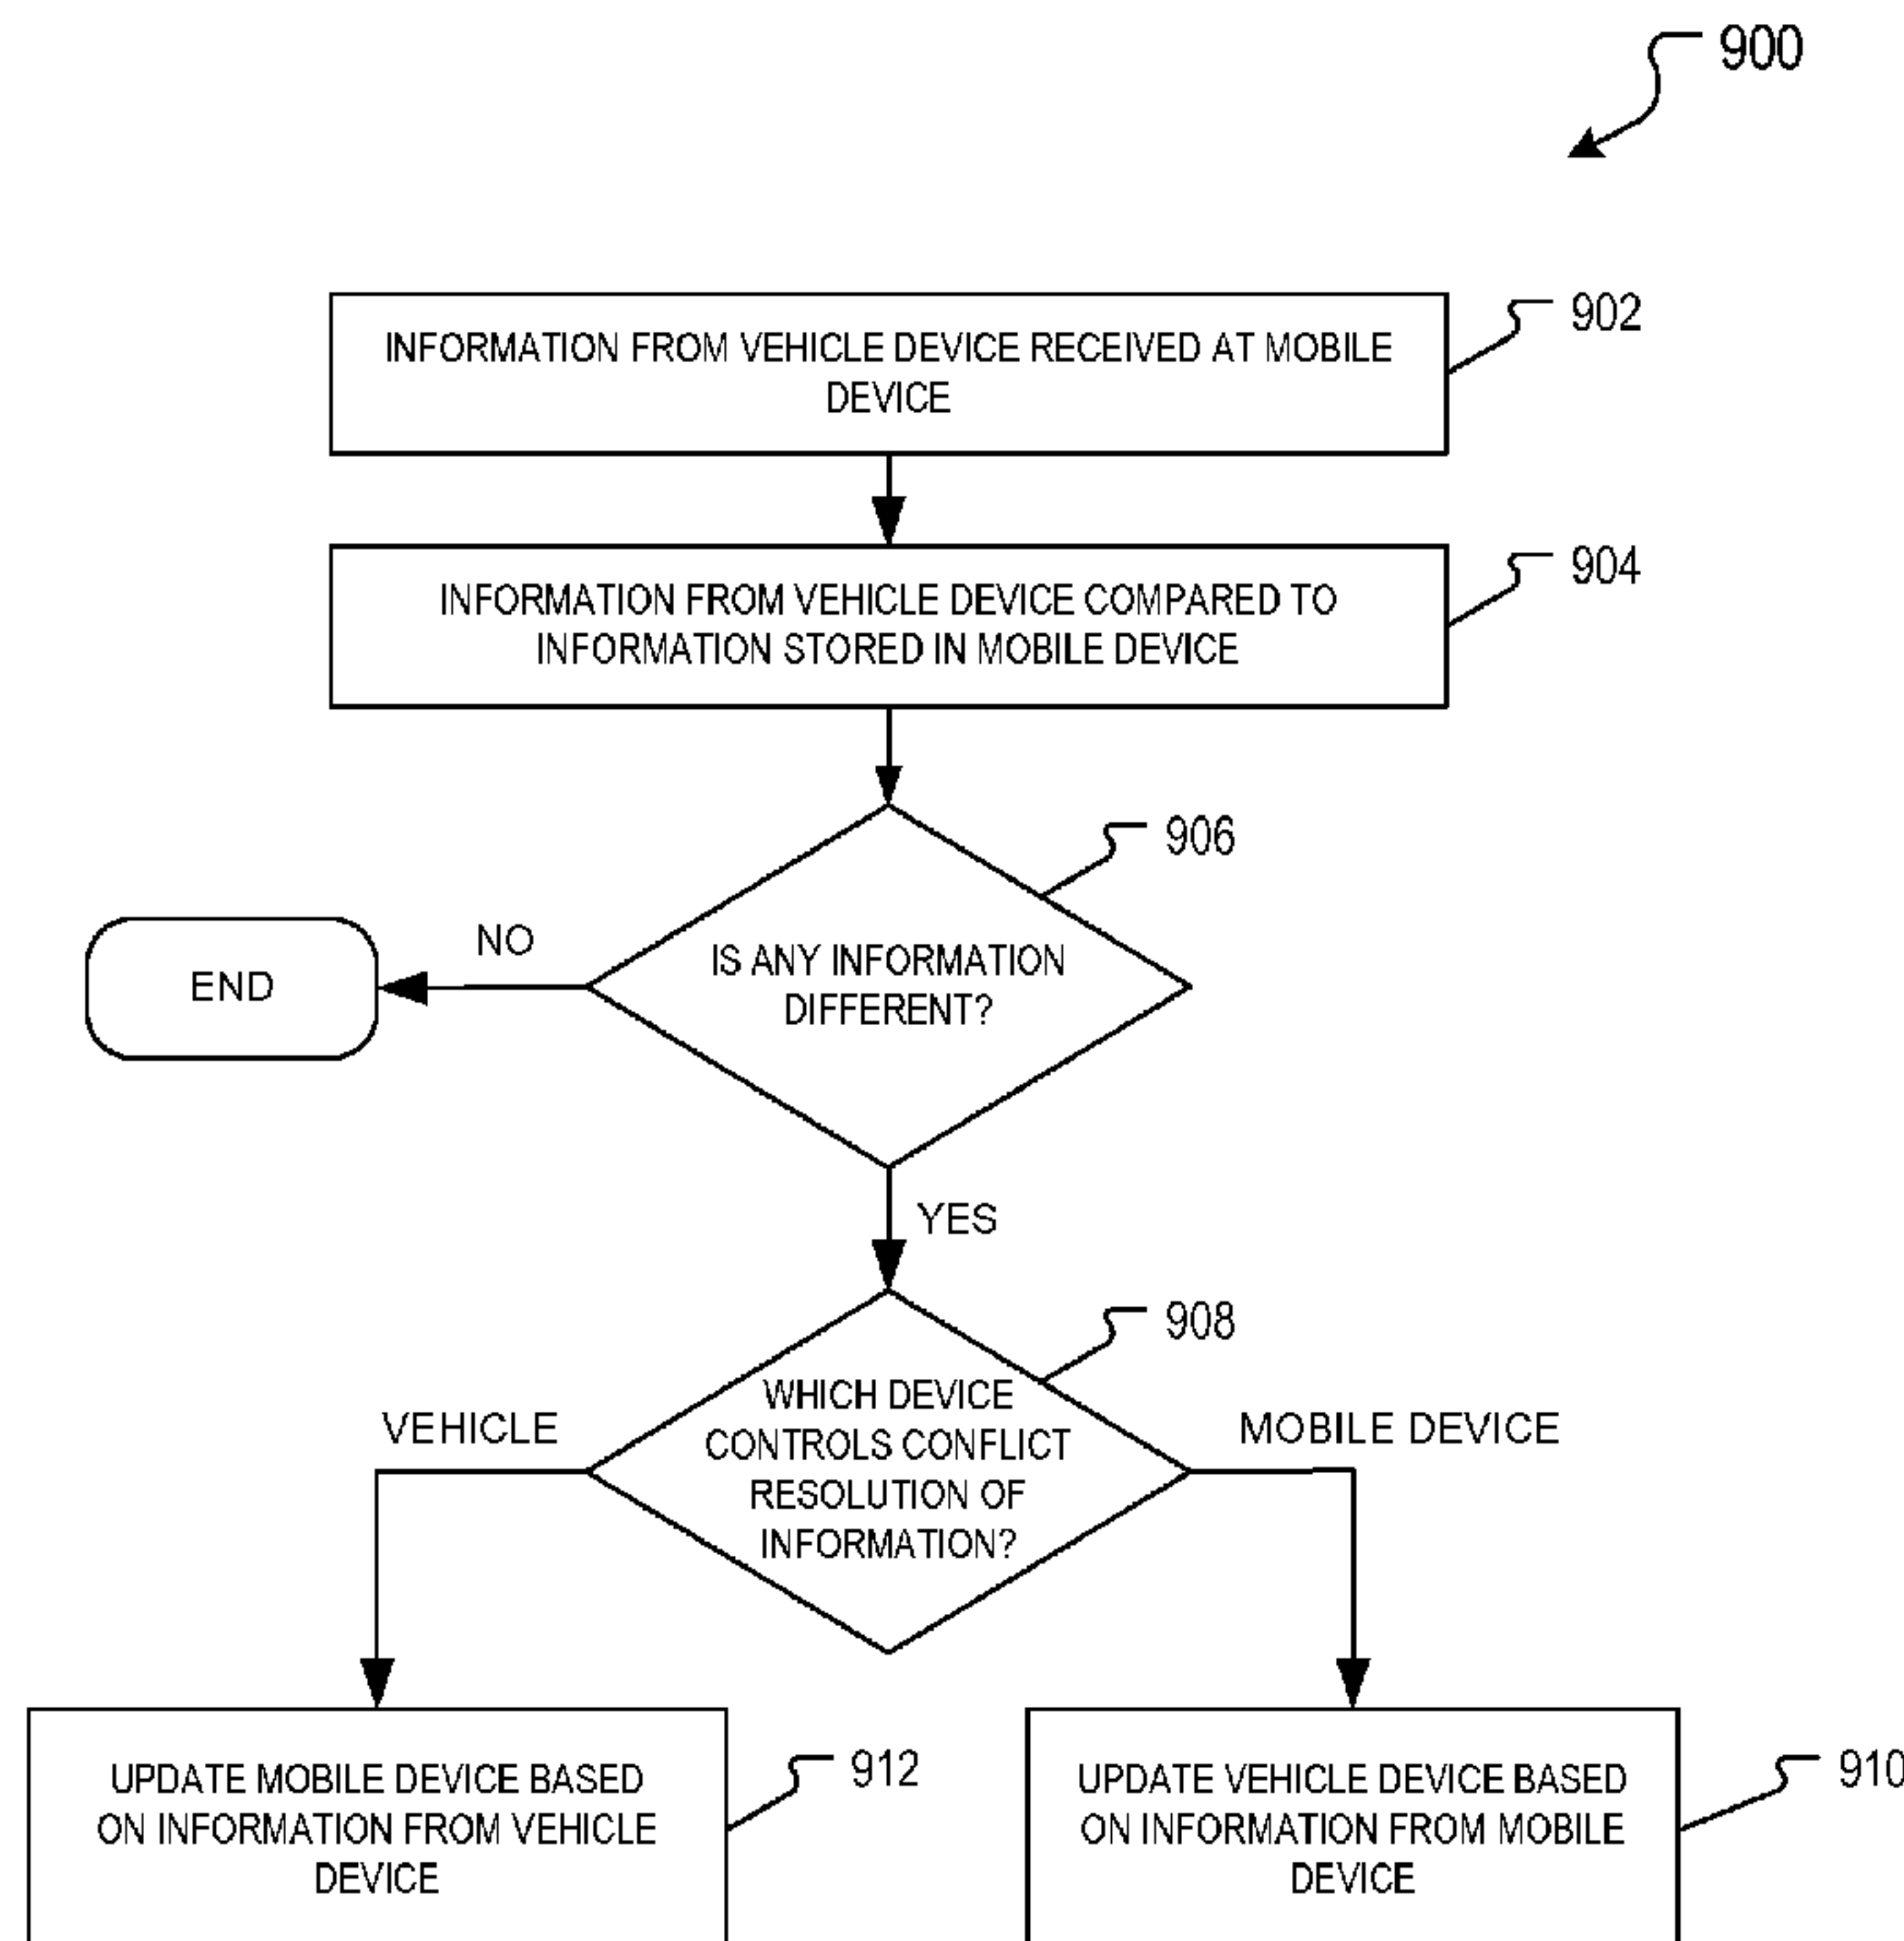 900
INFORMATION FROM VEHICLE DEVICE RECEIVED AT MOBILE
DEVICE
902
INFORMATION FROM VEHICLE DEVICE COMPARED TO
INFORMATION STORED IN MOBILE DEVICE
904
906
IS ANY INFORMATION
DIFFERENT?
NO
END
YES
908
WHICH DEVICE
CONTROLS CONFLICT
RESOLUTION OF
INFORMATION?
VEHICLE
MOBILE DEVICE
UPDATE MOBILE DEVICE BASED
ON INFORMATION FROM VEHICLE
DEVICE
912
UPDATE VEHICLE DEVICE BASED
ON INFORMATION FROM MOBILE
DEVICE
910